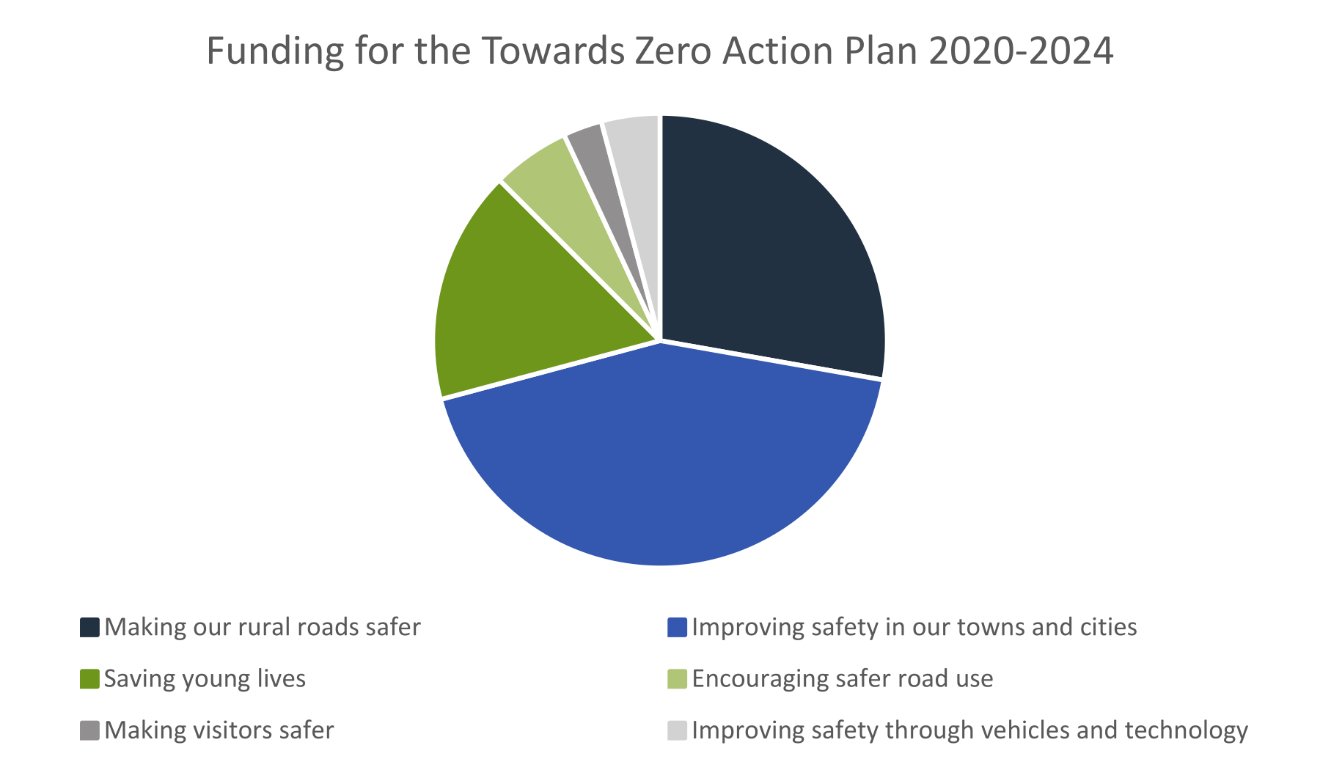 Funding for the Towards Zero Action Plan 2020-2024
Making our rural roads safer
Improving safety in our towns and cities
Saving young lives
Encouraging safer road use
Making visitors safer
Improving safety through vehicles and technology